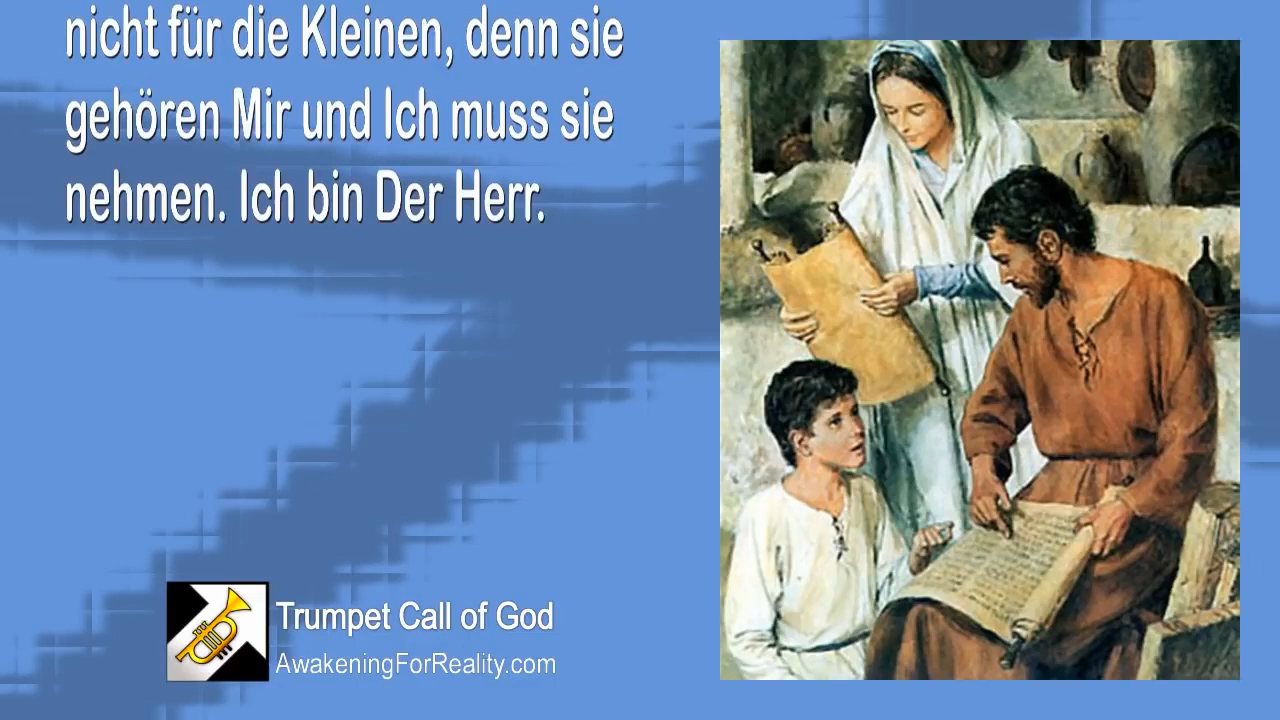 nicht für die Kleinen, denn sie
gehören Mir und Ich muss sie
nehmen. Ich bin Der Herr.
Trumpet Call of God
AwakeningForReality.com